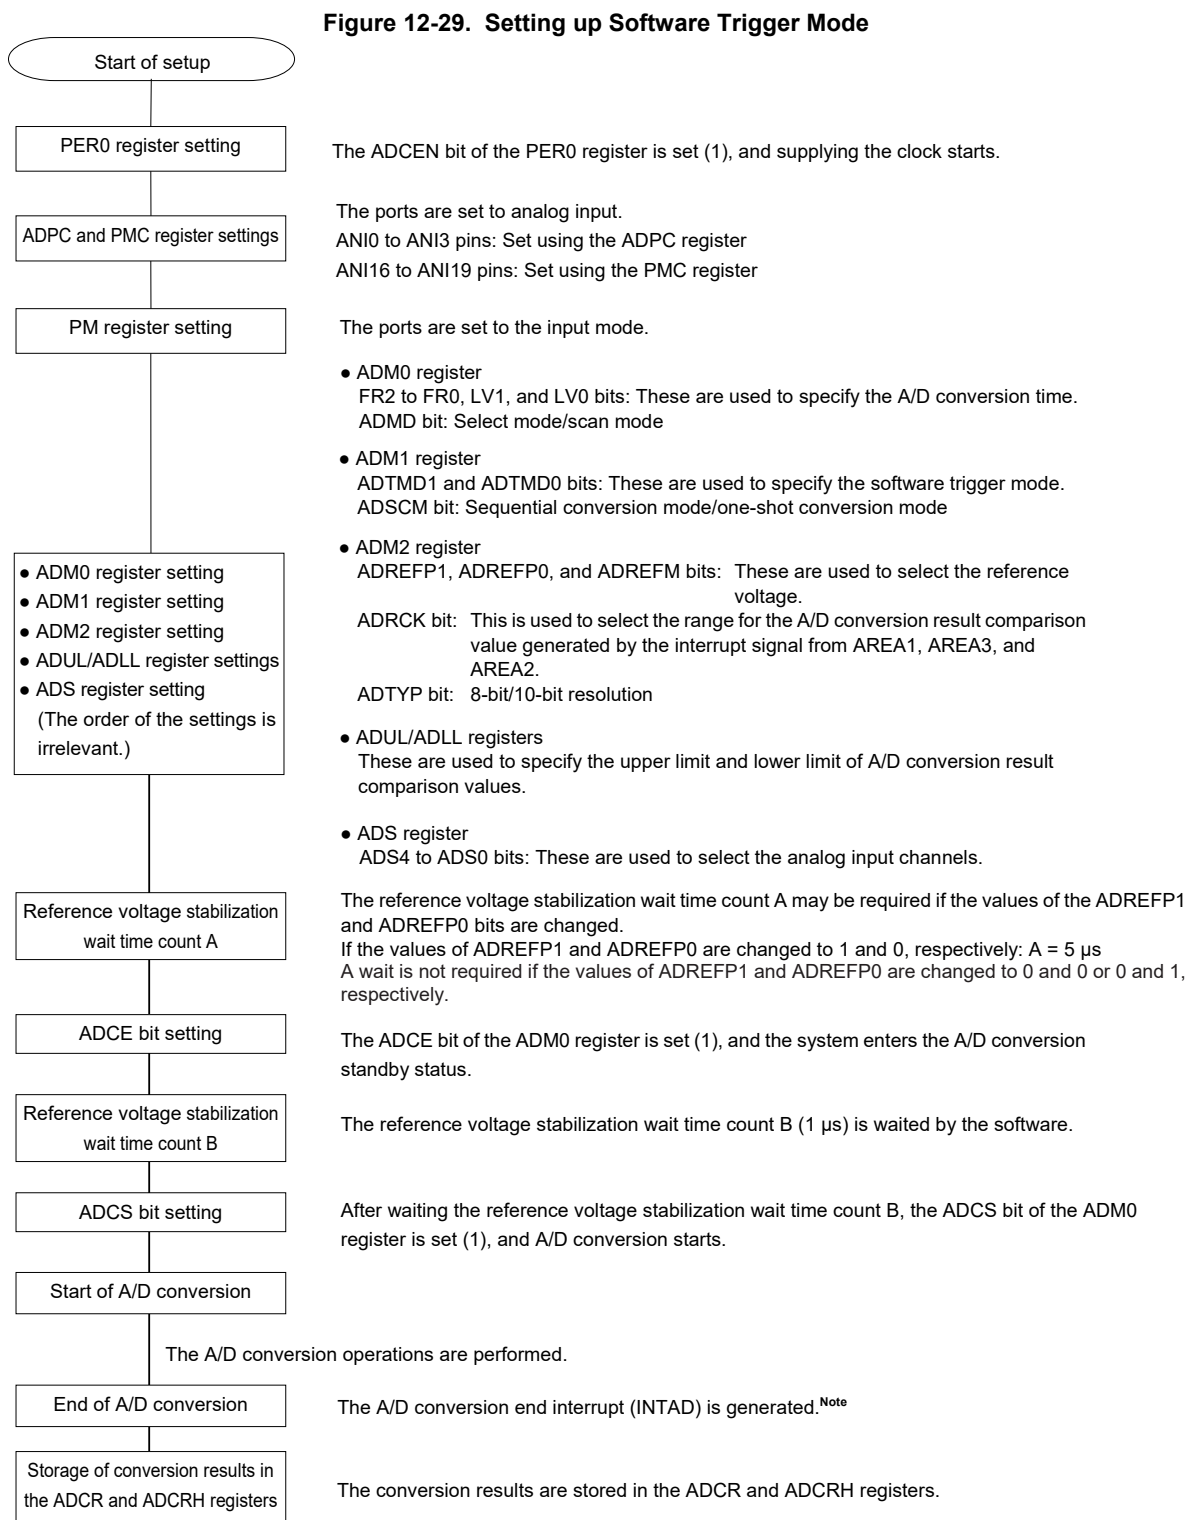 Figure 12-29. Setting up Software Trigger Mode
Start of setup
PER0 register setting
The ADCEN bit of the PER0 register is set (1), and supplying the clock starts.
ADPC and PMC register settings
The ports are set to analog input.
ANI0 to ANI3 pins: Set using the ADPC register
ANI16 to ANI19 pins: Set using the PMC register
PM register setting
The ports are set to the input mode.
● ADM0 register setting
● ADM1 register setting
● ADM2 register setting
● ADUL/ADLL register settings
● ADS register setting
(The order of the settings is
irrelevant.)
● ADM0 register
FR2 to FR0, LV1, and LV0 bits: These are used to specify the A/D conversion time.
ADMD bit: Select mode/scan mode
● ADM1 register
ADTMD1 and ADTMD0 bits: These are used to specify the software trigger mode.
ADSCM bit: Sequential conversion mode/one-shot conversion mode
● ADM2 register
ADREFP1, ADREFP0, and ADREFM bits: These are used to select the reference
voltage.
ADRCK bit: This is used to select the range for the A/D conversion result comparison
value generated by the interrupt signal from AREA1, AREA3, and
AREA2.
ADTYP bit: 8-bit/10-bit resolution
● ADUL/ADLL registers
These are used to specify the upper limit and lower limit of A/D conversion result
comparison values.
● ADS register
ADS4 to ADS0 bits: These are used to select the analog input channels.
Reference voltage stabilization
wait time count A
The reference voltage stabilization wait time count A may be required if the values of the ADREFP1
and ADREFP0 bits are changed.
If the values of ADREFP1 and ADREFP0 are changed to 1 and 0, respectively: A = 5 µs
A wait is not required if the values of ADREFP1 and ADREFP0 are changed to 0 and 0 or 0 and 1,
respectively.
ADCE bit setting
The ADCE bit of the ADM0 register is set (1), and the system enters the A/D conversion
standby status.
Reference voltage stabilization
wait time count B
The reference voltage stabilization wait time count B (1 µs) is waited by the software.
ADCS bit setting
After waiting the reference voltage stabilization wait time count B, the ADCS bit of the ADM0
register is set (1), and A/D conversion starts.
Start of A/D conversion
The A/D conversion operations are performed.
End of A/D conversion
The A/D conversion end interrupt (INTAD) is generated.Note
Storage of conversion results in
the ADCR and ADCRH registers
The conversion results are stored in the ADCR and ADCRH registers.